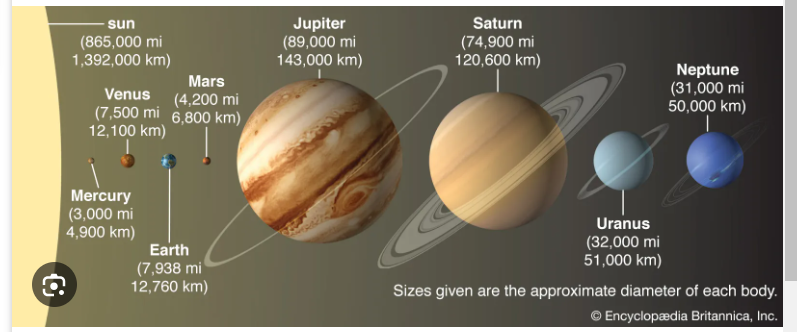 sun
(865,000 mi
1,392,000 km)
Jupiter
(89,000 mi
143,000 km)
Saturn
(74,900 mi
120,600 km)
Mars
(4,200 mi
6,800 km)
Venus
(7,500 mi
12,100 km)
Neptune
(31,000 mi
50,000 km)
Mercury
(3,000 mi
4,900 km)
Earth
(7,938 mi
12,760 km)
Uranus
(32,000 mi
51,000 km)
Sizes given are the approximate diameter of each body.
© Encyclopædia Britannica, Inc.